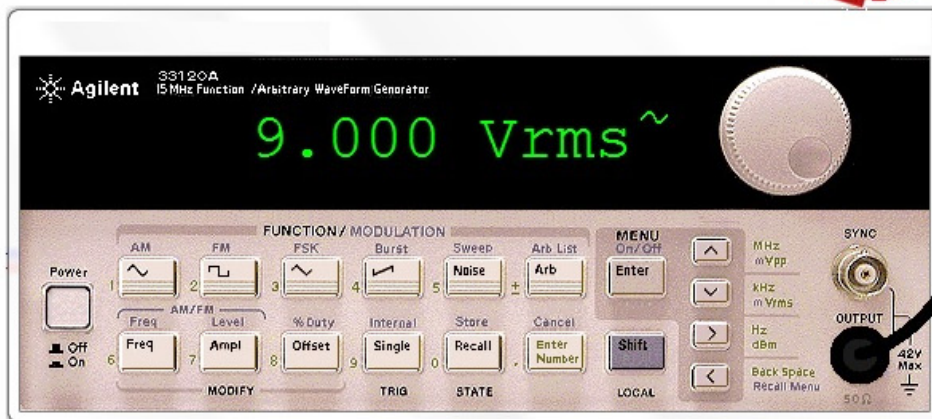 Agilent
33120A
15 MHz Function / Arbitrary Waveform Genorator
9.000 Vrms~
FUNCTION / MODULATION
AM FM FSK Burst Sweep Arb List
1 2 3 4 5 Noise ± Arb
AM/FM
Freq Level % Duty Internal Store Cancel
6 Freq 7 Ampl 8 Offset 9 Single 0 Recall . Enter Number
MODIFY TRIG STATE
Power
Off
On
MENU
On/Off
Enter
Shift
LOCAL
MHz
mVpp
kHz
mVrms
Hz
dBm
Back Space
Recall Menu
SYNC
OUTPUT
42V
Max
50Ω